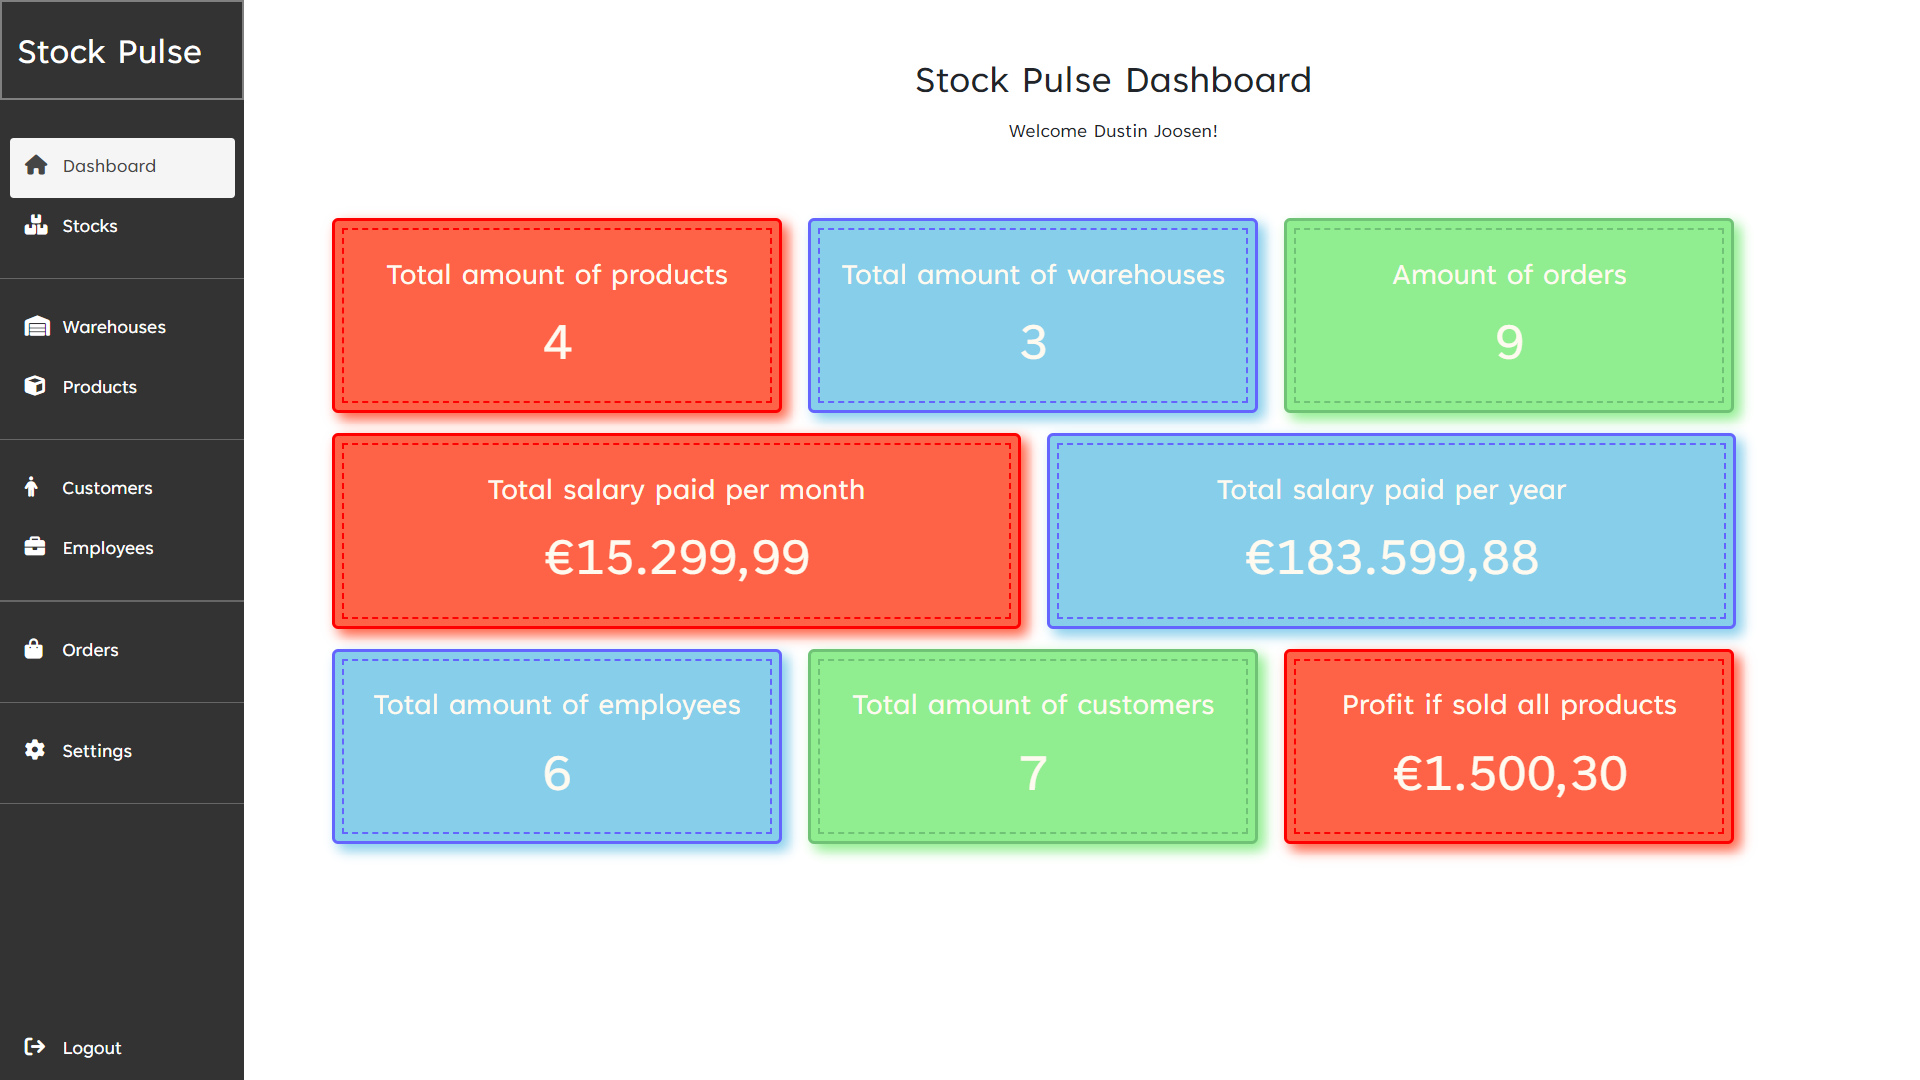 Stock Pulse
Dashboard
Stocks
Warehouses
Products
Customers
Employees
Orders
Settings
Logout
Stock Pulse Dashboard
Welcome Dustin Joosen!
Total amount of products
4
Total amount of warehouses
3
Amount of orders
9
Total salary paid per month
€15.299,99
Total salary paid per year
€183.599,88
Total amount of employees
6
Total amount of customers
7
Profit if sold all products
€1.500,30